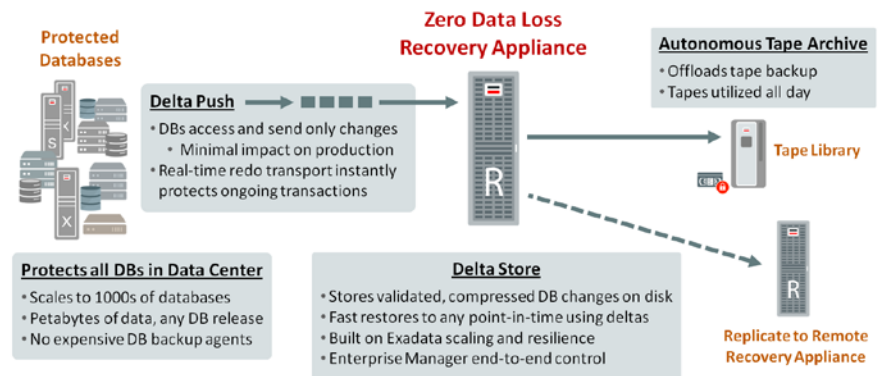 Zero Data Loss
Recovery Appliance
Protected
Databases
S
K
X
Delta Push
• DBs access and send only changes
• Minimal impact on production
• Real-time redo transport instantly
protects ongoing transactions
R
Autonomous Tape Archive
• Offloads tape backup
• Tapes utilized all day
Tape Library
Protects all DBs in Data Center
• Scales to 1000s of databases
• Petabytes of data, any DB release
• No expensive DB backup agents
Delta Store
• Stores validated, compressed DB changes on disk
• Fast restores to any point-in-time using deltas
• Built on Exadata scaling and resilience
• Enterprise Manager end-to-end control
R
Replicate to Remote
Recovery Appliance